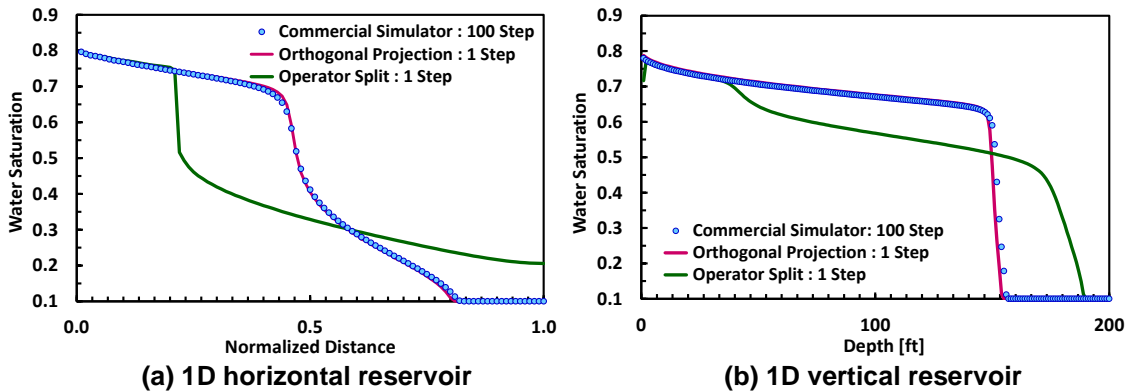 0.9
0.8
0.7
0.6
0.5
0.4
0.3
0.2
0.1
Water Saturation
Commercial Simulator : 100 Step
Orthogonal Projection : 1 Step
Operator Split : 1 Step
0.0
0.5
1.0
Normalized Distance
(a) 1D horizontal reservoir
0.9
0.8
0.7
0.6
0.5
0.4
0.3
0.2
0.1
Water Saturation
Commercial Simulator: 100 Step
Orthogonal Projection : 1 Step
Operator Split : 1 Step
0
100
200
Depth [ft]
(b) 1D vertical reservoir